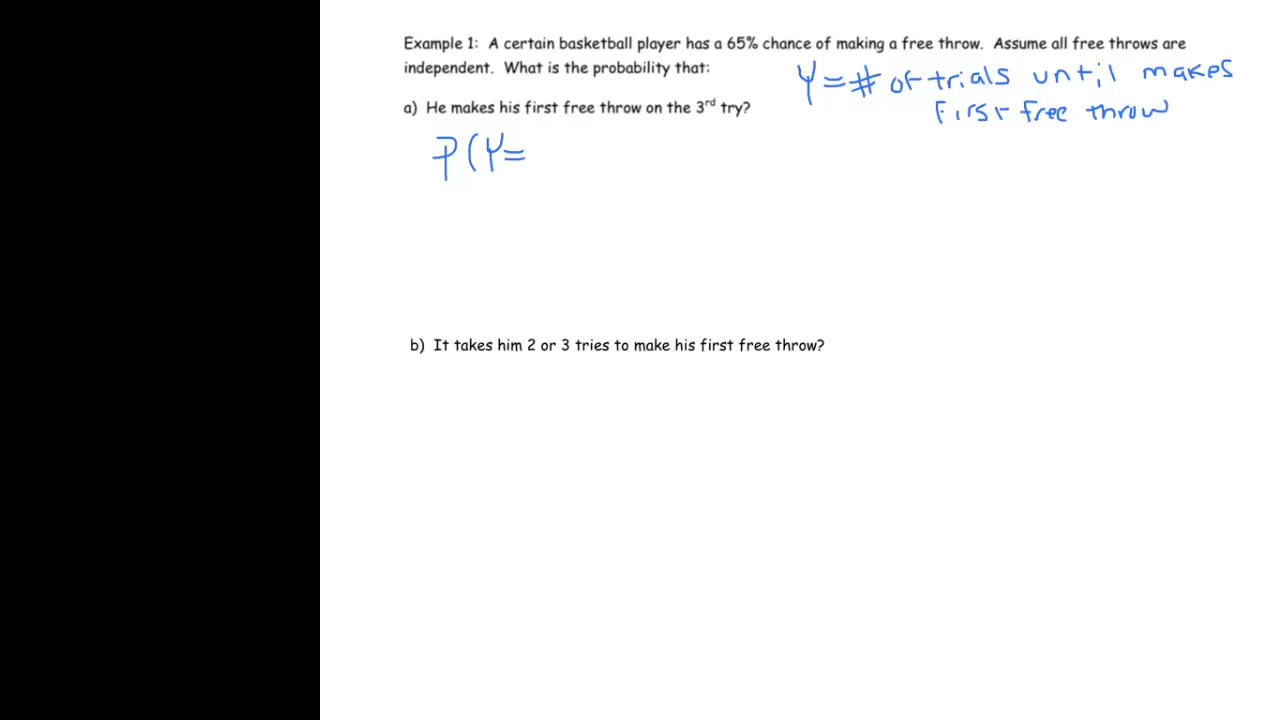 Example 1: A certain basketball player has a 65% chance of making a free throw. Assume all free throws are
independent. What is the probability that:
Y = # of trials until makes
first free throw
a) He makes his first free throw on the 3rd try?
P(Y=
b) It takes him 2 or 3 tries to make his first free throw?